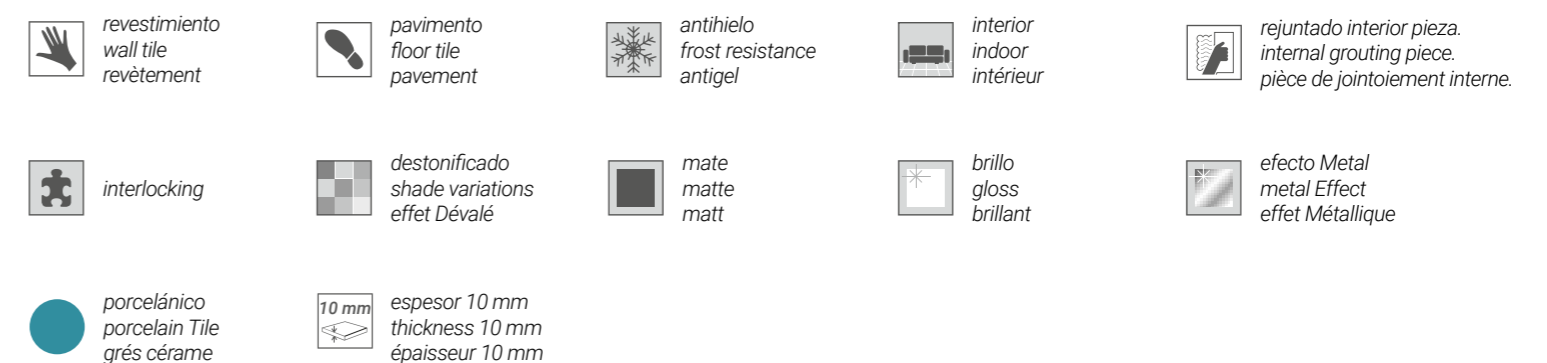 revestimiento
wall tile
revètement
pavimento
floor tile
pavement
antihielo
frost resistance
antigel
interior
indoor
intérieur
rejuntado interior pieza.
internal grouting piece.
pièce de jointoiement interne.
interlocking
destonificado
shade variations
effet Dévalé
mate
matte
matt
brillo
gloss
brillant
efecto Metal
metal Effect
effet Métallique
porcelánico
porcelain Tile
grés cérame
10 mm
espesor 10 mm
thickness 10 mm
épaisseur 10 mm